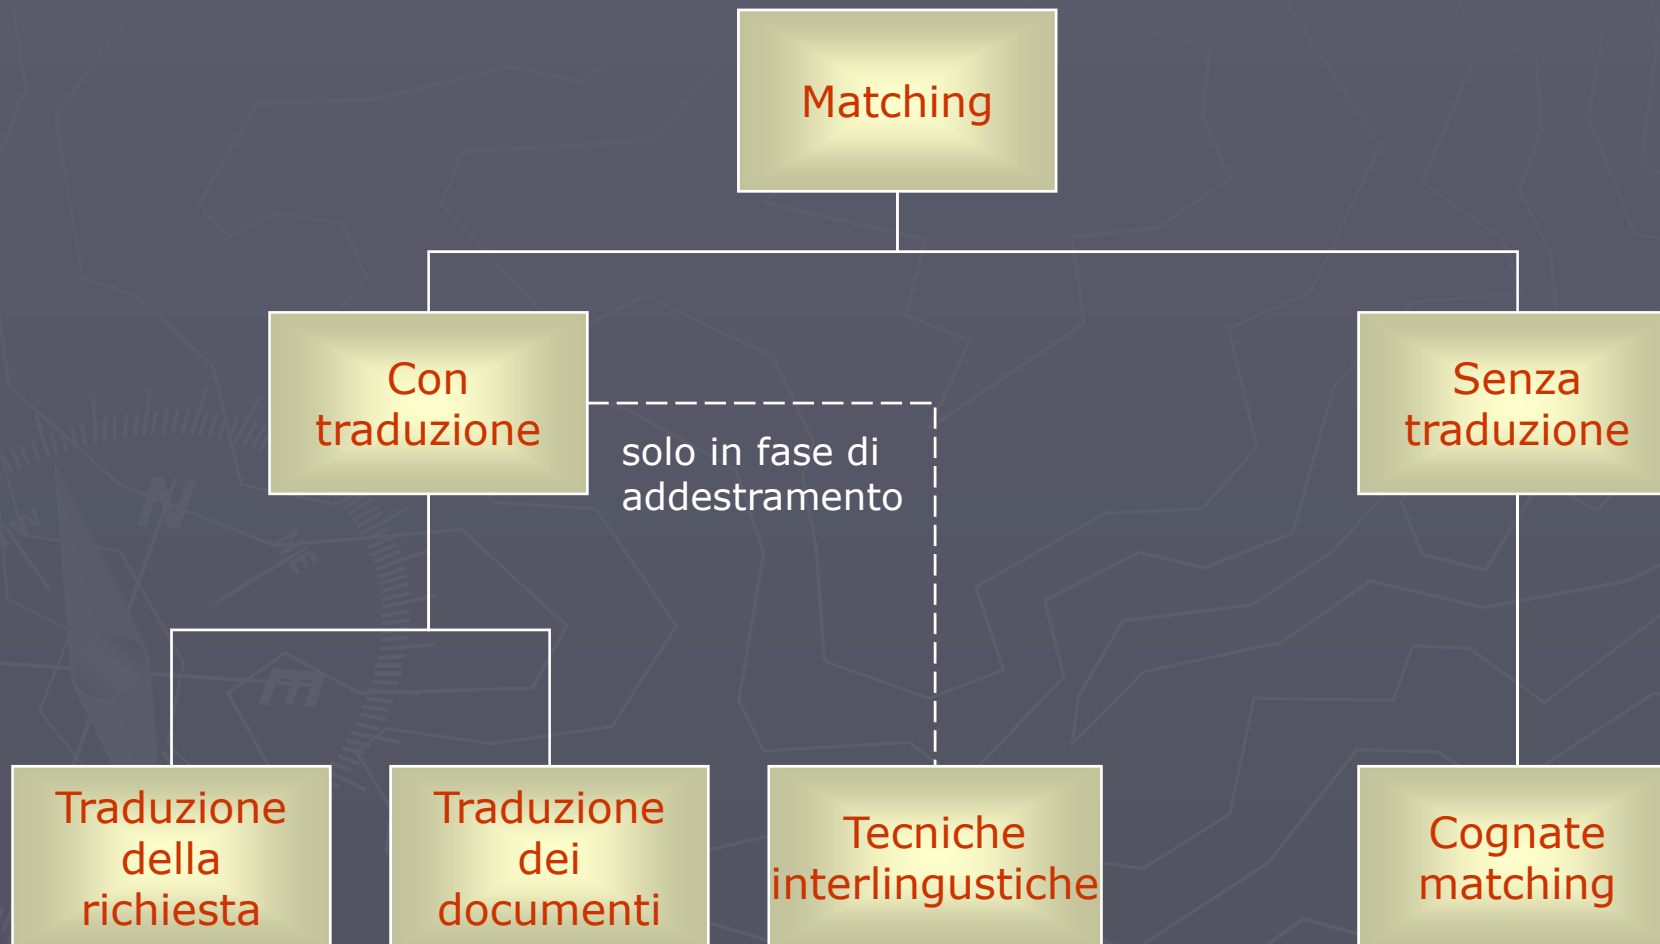 Matching
Con
traduzione
Senza
traduzione
solo in fase di
addestramento
Traduzione
della
richiesta
Traduzione
dei
documenti
Tecniche
interlingustiche
Cognate
matching
N
NE
E